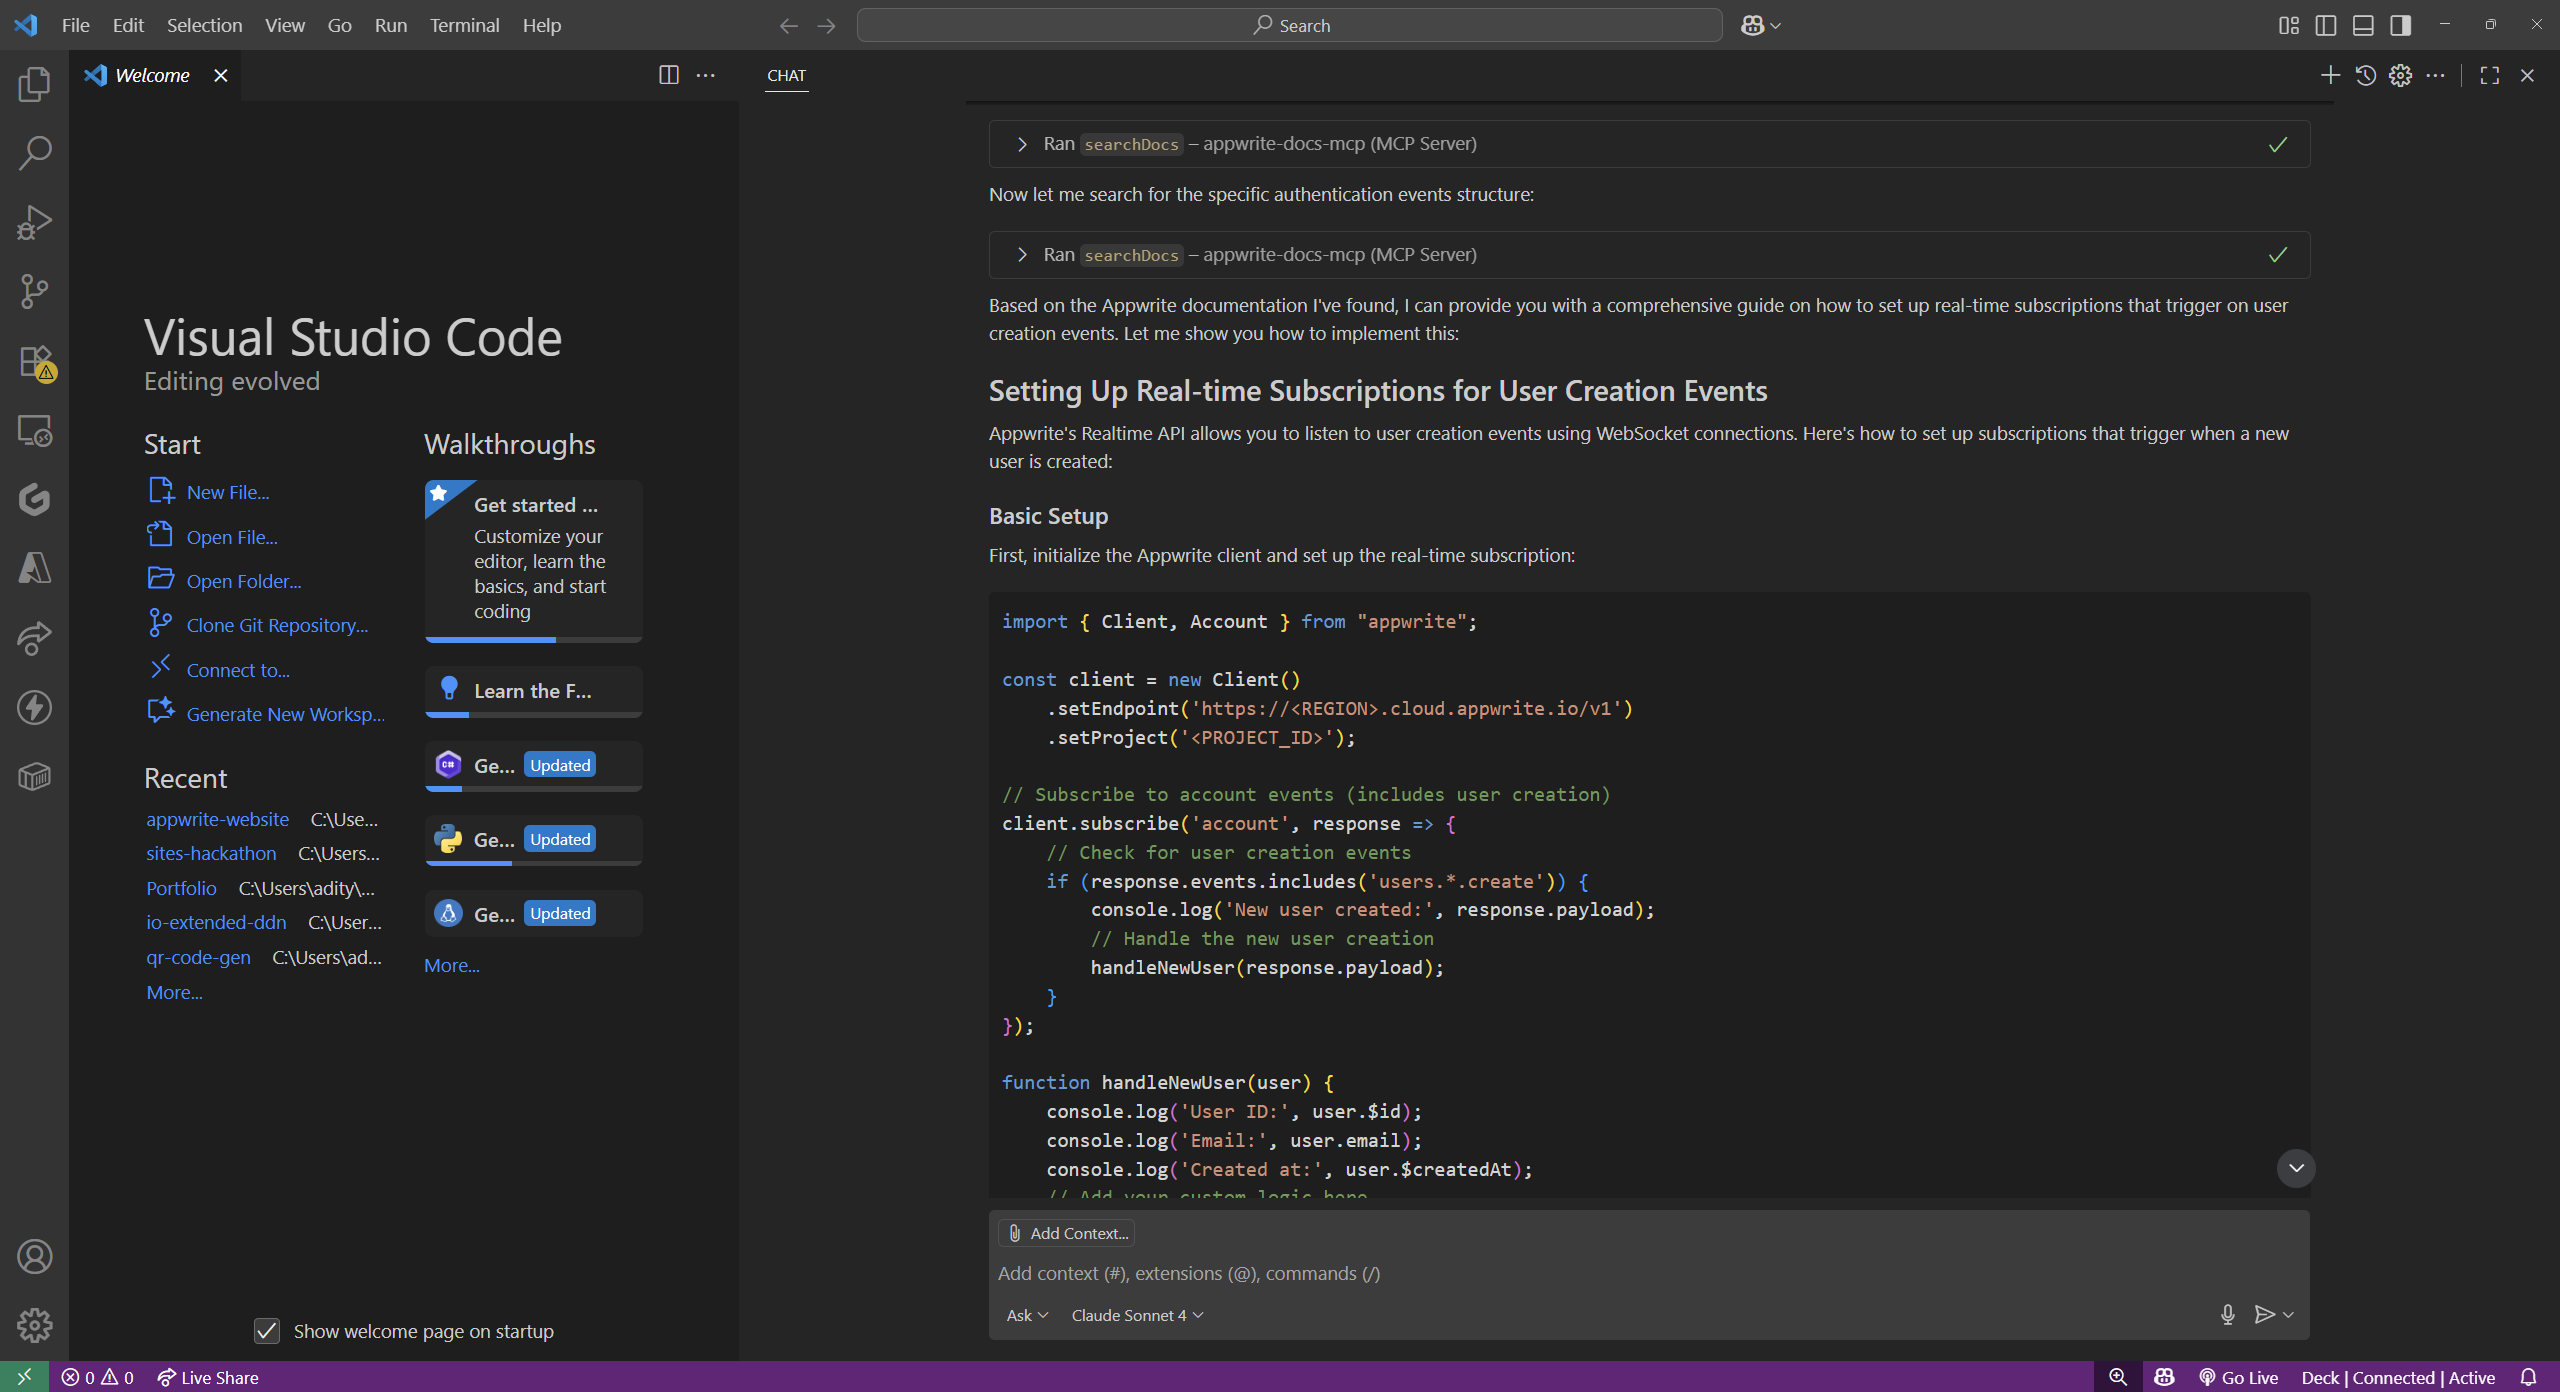 File Edit Selection View Go Run Terminal Help
Search
Welcome
Visual Studio Code
Editing evolved
Start
New File...
Open File...
Open Folder...
Clone Git Repository...
Connect to...
Generate New Worksp...
Recent
appwrite-website C:\Use...
sites-hackathon C:\Users...
Portfolio C:\Users\adity\...
io-extended-ddn C:\User...
qr-code-gen C:\Users\ad...
More...
Walkthroughs
Get started ...
Customize your
editor, learn the
basics, and start
coding
Learn the F...
Ge... Updated
Ge... Updated
Ge... Updated
More...
Show welcome page on startup
CHAT
Ran searchDocs – appwrite-docs-mcp (MCP Server)
Now let me search for the specific authentication events structure:
Ran searchDocs – appwrite-docs-mcp (MCP Server)
Based on the Appwrite documentation I've found, I can provide you with a comprehensive guide on how to set up real-time subscriptions that trigger on user
creation events. Let me show you how to implement this:
Setting Up Real-time Subscriptions for User Creation Events
Appwrite's Realtime API allows you to listen to user creation events using WebSocket connections. Here's how to set up subscriptions that trigger when a new
user is created:
Basic Setup
First, initialize the Appwrite client and set up the real-time subscription:
import { Client, Account } from "appwrite";
const client = new Client()
.setEndpoint('https://<REGION>.cloud.appwrite.io/v1')
.setProject('<PROJECT_ID>');
// Subscribe to account events (includes user creation)
client.subscribe('account', response => {
// Check for user creation events
if (response.events.includes('users.*.create')) {
console.log('New user created:', response.payload);
// Handle the new user creation
handleNewUser(response.payload);
}
});
function handleNewUser(user) {
console.log('User ID:', user.$id);
console.log('Email:', user.email);
console.log('Created at:', user.$createdAt);
// Add your custom logic here
Add Context...
Add context (#), extensions (@), commands (/)
Ask Claude Sonnet 4
0 0 Live Share
Go Live Deck | Connected | Active